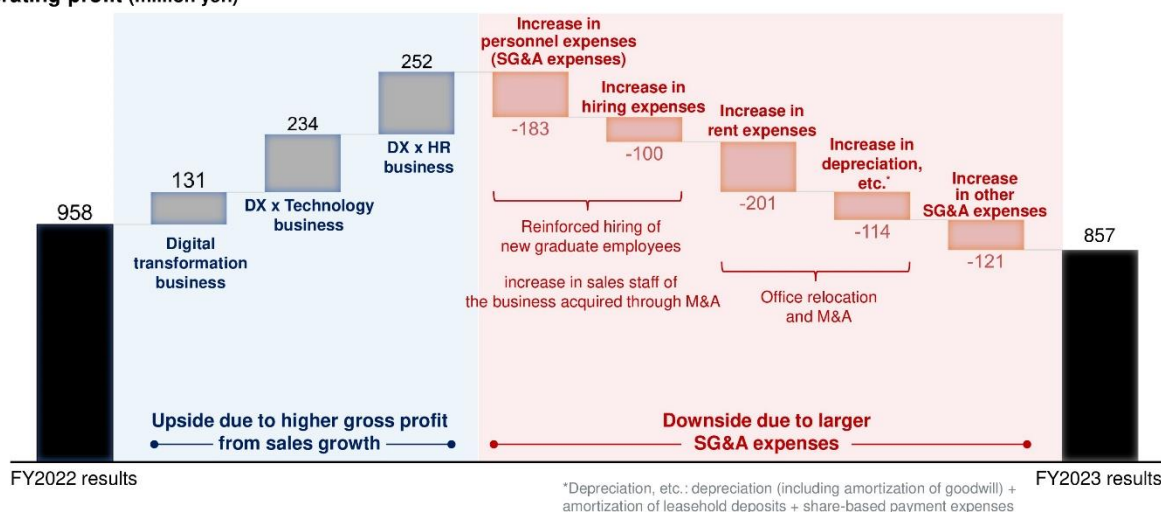 (million yen)
958
131
Digital
transformation
business
234
DX x Technology
business
252
DX x HR
business
Upside due to higher gross profit
from sales growth
Increase in
personnel expenses
(SG&A expenses)
-183
Increase in
hiring expenses
-100
Reinforced hiring of
new graduate employees
increase in sales staff of
the business acquired through M&A
Increase in
rent expenses
-201
Increase in
depreciation,
etc.*
-114
Office relocation
and M&A
Increase
in other
SG&A expenses
-121
Downside due to larger
SG&A expenses
857
FY2022 results
FY2023 results
*Depreciation, etc.: depreciation (including amortization of goodwill) +
amortization of leasehold deposits + share-based payment expenses